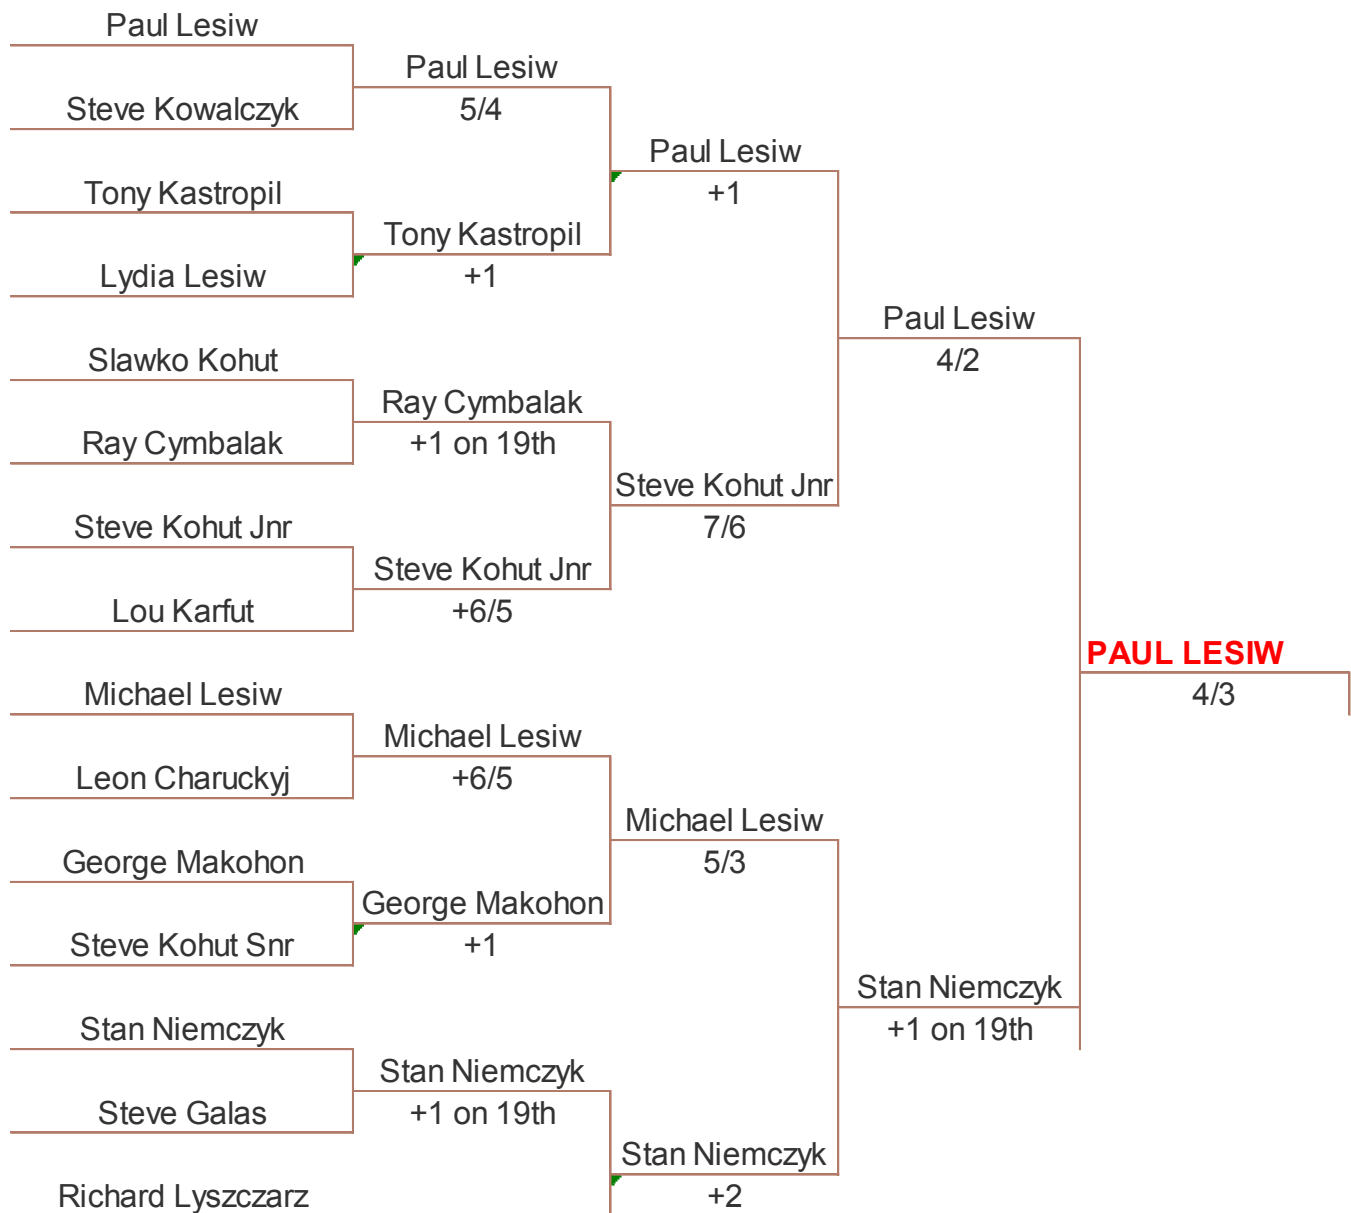 Paul Lesiw
Steve Kowalczyk
Tony Kastropil
Lydia Lesiw
Slawko Kohut
Ray Cymbalak
Steve Kohut Jnr
Lou Karfut
Michael Lesiw
Leon Charuckyj
George Makohon
Steve Kohut Snr
Stan Niemczyk
Steve Galas
Richard Lyszczarz
Paul Lesiw
5/4
Tony Kastropil
+1
Ray Cymbalak
+1 on 19th
Steve Kohut Jnr
+6/5
Michael Lesiw
+6/5
George Makohon
+1
Stan Niemczyk
+1 on 19th
Paul Lesiw
+1
Steve Kohut Jnr
7/6
Michael Lesiw
5/3
Stan Niemczyk
+2
Paul Lesiw
4/2
Stan Niemczyk
+1 on 19th
PAUL LESIW
4/3